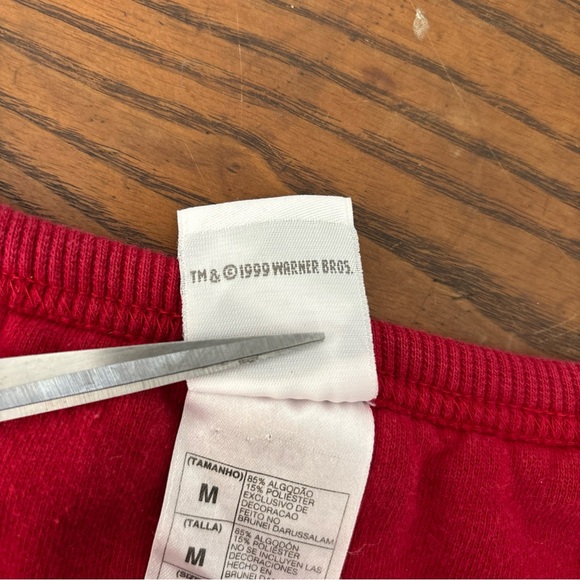 TM & © 1999 WARNER BROS.
(TAMANHO)
M
85% ALGODÃO
15% POLIÉSTER
EXCLUSIVO DE
DECORACAO
FEITO NO
BRUNEI DARUSSALAM
(TALLA)
M
85% ALGODÓN
15% POLIÉSTER
NO SE INCLUYEN LAS
DECORACIONES
HECHO EN